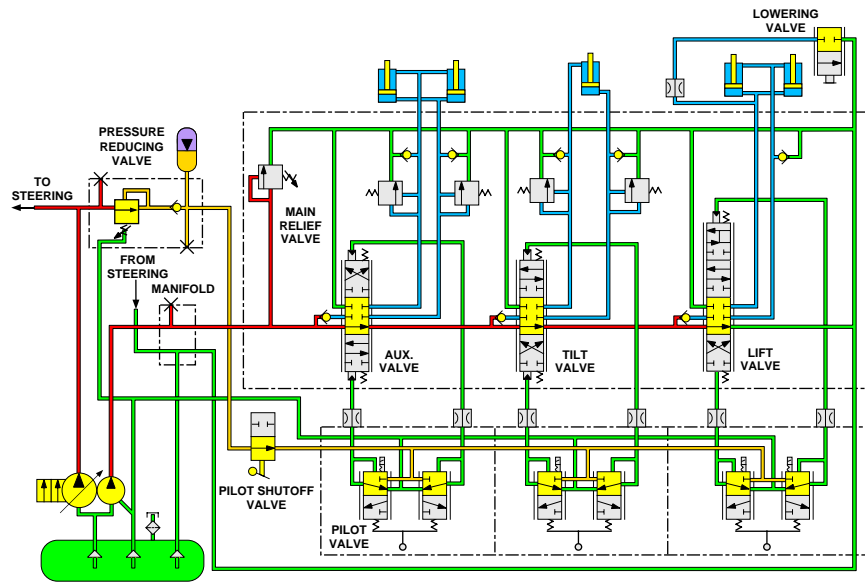 LOWERING
VALVE
PRESSURE
REDUCING
VALVE
TO
STEERING
MAIN
RELIEF
VALVE
FROM
STEERING
MANIFOLD
AUX.
VALVE
TILT
VALVE
LIFT
VALVE
PILOT SHUTOFF
VALVE
PILOT
VALVE